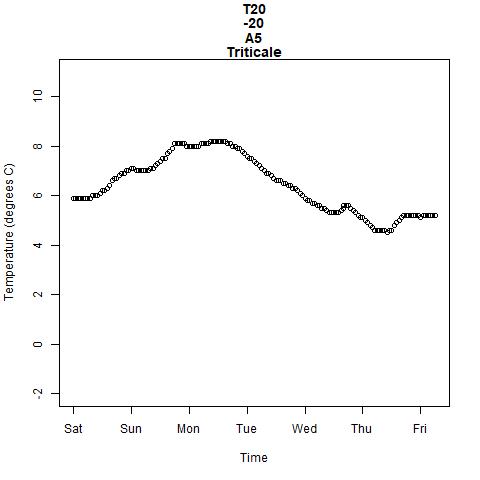 T20
-20
A5
Triticale
Temperature (degrees C)
10
8
6
4
2
0
-2
Sat Sun Mon Tue Wed Thu Fri
Time